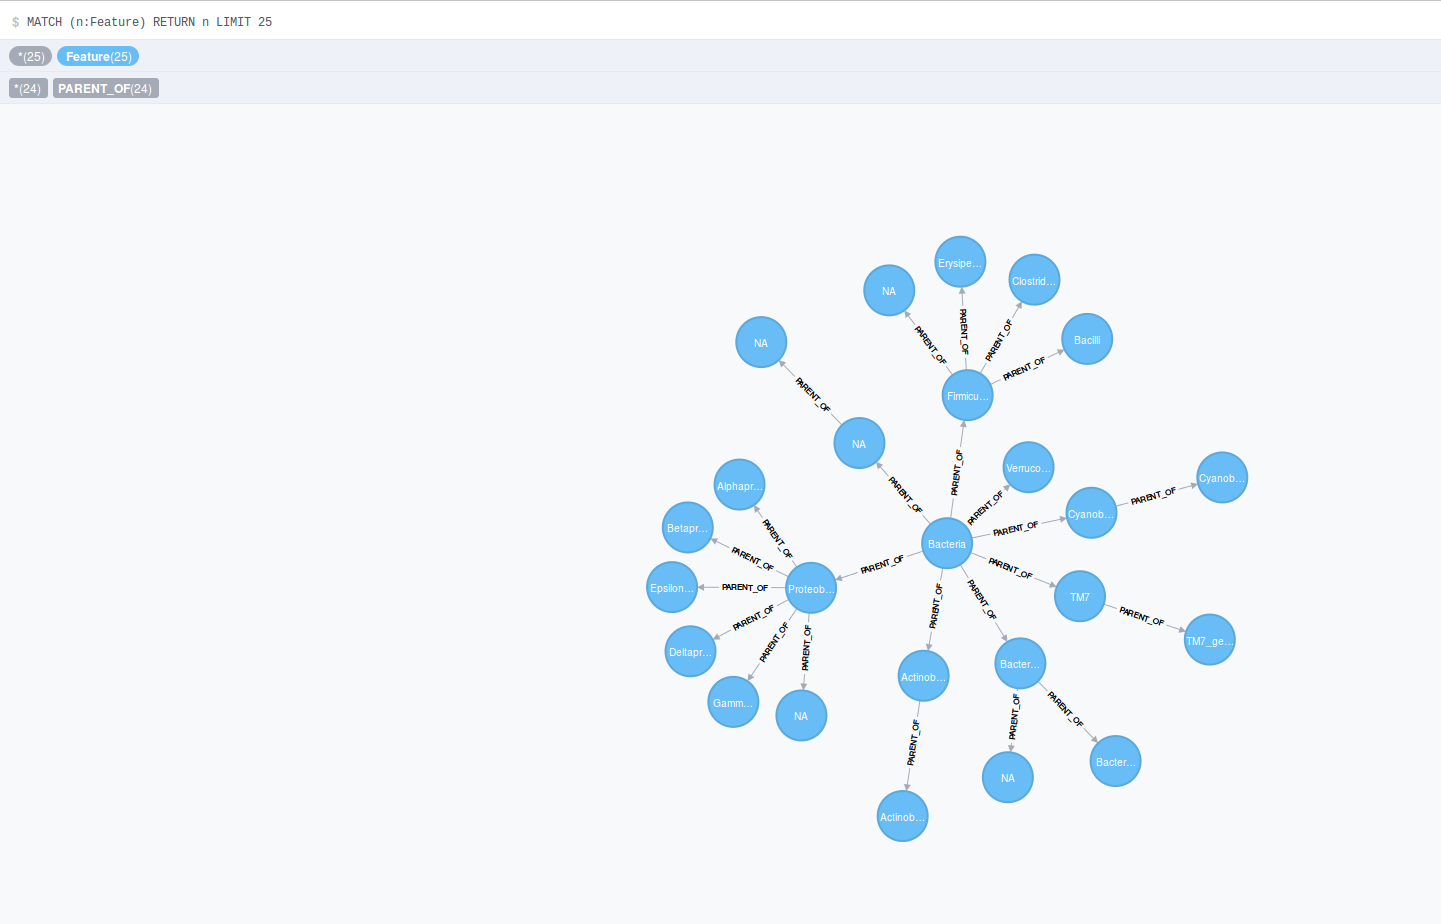 $ MATCH (n:Feature) RETURN n LIMIT 25
*(25) Feature(25)
*(24) PARENT_OF(24)
Erysipe...
Clostrid...
NA
PARENT_OF
PARENT_OF
PARENT_OF
Bacilli
NA
PARENT_OF
PARENT_OF
Firmicu...
NA
PARENT_OF
Verruco...
Cyanob...
Alphapr...
PARENT_OF
PARENT_OF
PARENT_OF
Cyanob...
Betapr...
PARENT_OF
PARENT_OF
Bacteria
PARENT_OF
PARENT_OF
PARENT_OF
Epsilon...
PARENT_OF
Proteob...
PARENT_OF
PARENT_OF
TM7
PARENT_OF
PARENT_OF
TM7_ge...
Deltapr...
PARENT_OF
PARENT_OF
Bacter...
Actinob...
Gamm...
NA
PARENT_OF
PARENT_OF
PARENT_OF
Bacter...
NA
Actinob...